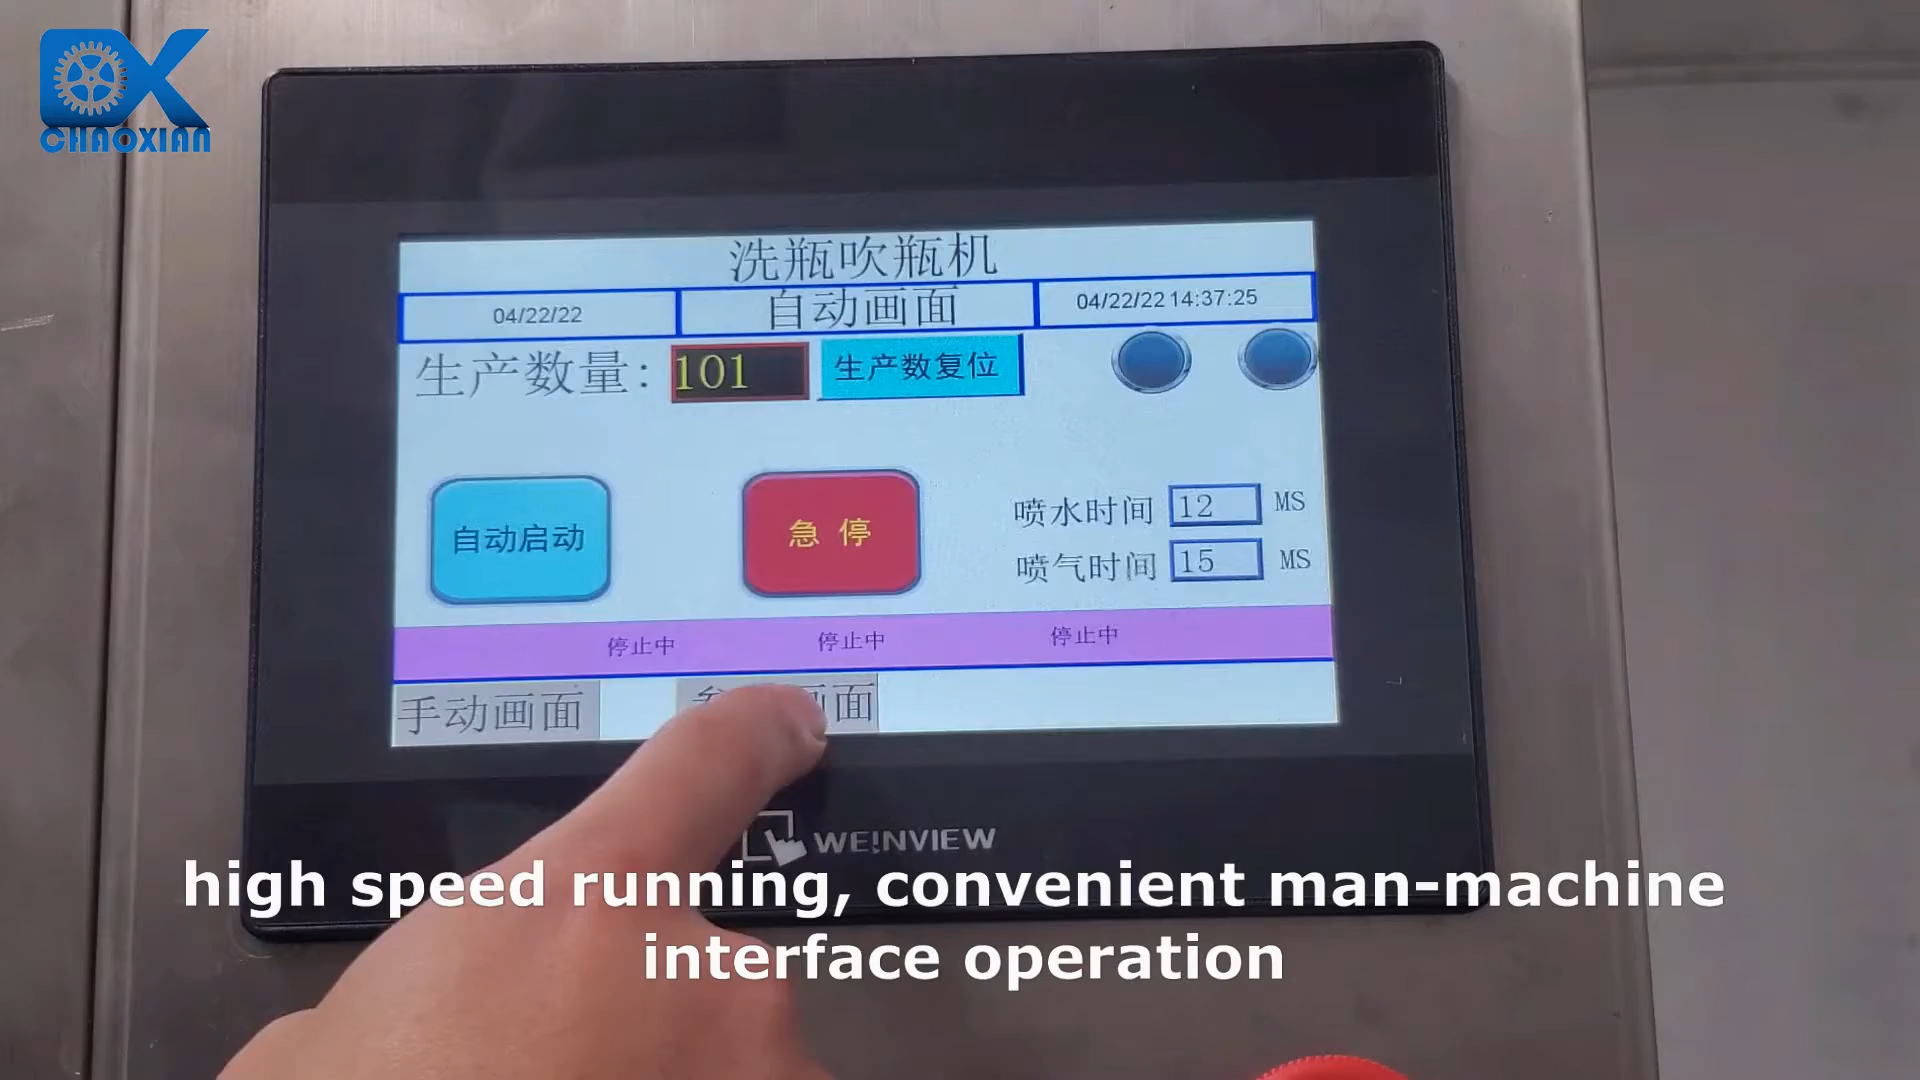 CHAOXIAN
洗瓶吹瓶机
04/22/22
自动画面
04/22/22 14:37:25
生产数量:
101
生产数复位
自动启动
急 停
喷水时间 12 MS
喷气时间 15 MS
停止中 停止中 停止中
手动画面
画面
WEINVIEW
high speed running, convenient man-machine
interface operation